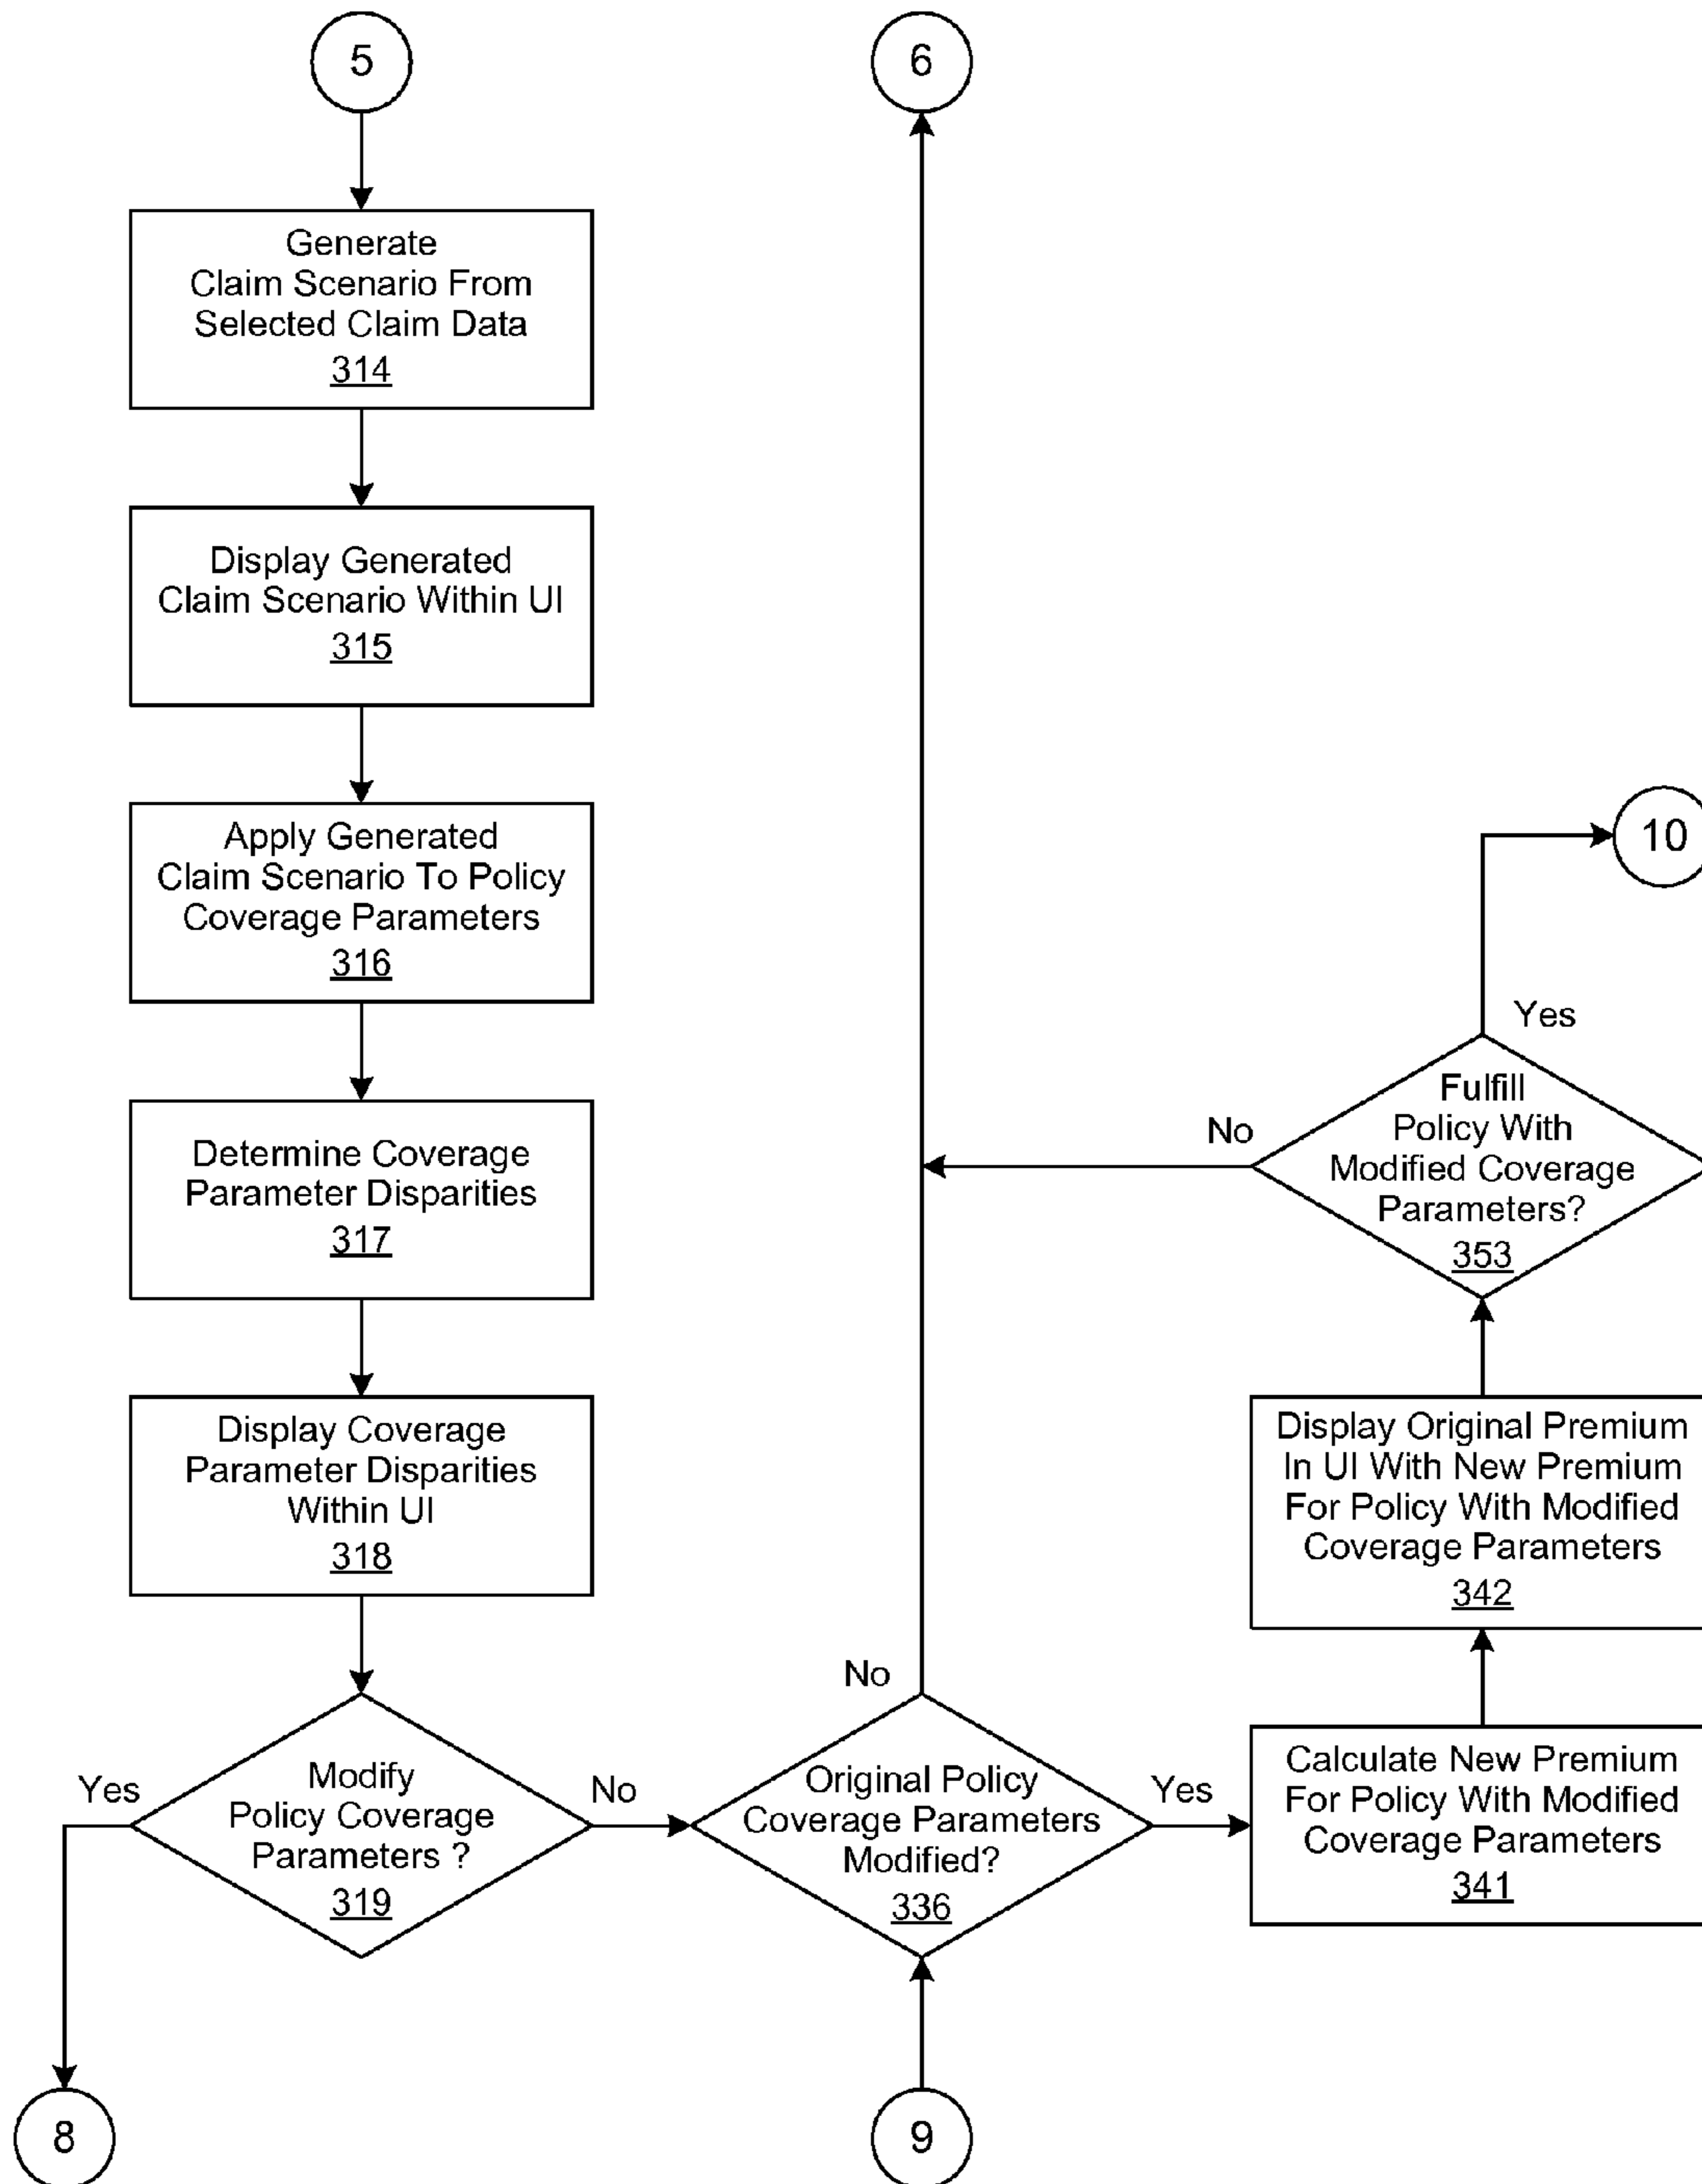 5
6
Generate
Claim Scenario From
Selected Claim Data
314
Display Generated
Claim Scenario Within UI
315
Apply Generated
Claim Scenario To Policy
Coverage Parameters
316
10
Yes
Fulfill
Policy With
Modified Coverage
Parameters?
353
No
Determine Coverage
Parameter Disparities
317
Display Coverage
Parameter Disparities
Within UI
318
Display Original Premium
In UI With New Premium
For Policy With Modified
Coverage Parameters
342
Yes
Modify
Policy Coverage
Parameters ?
319
No
No
Original Policy
Coverage Parameters
Modified?
336
Yes
Calculate New Premium
For Policy With Modified
Coverage Parameters
341
8
9